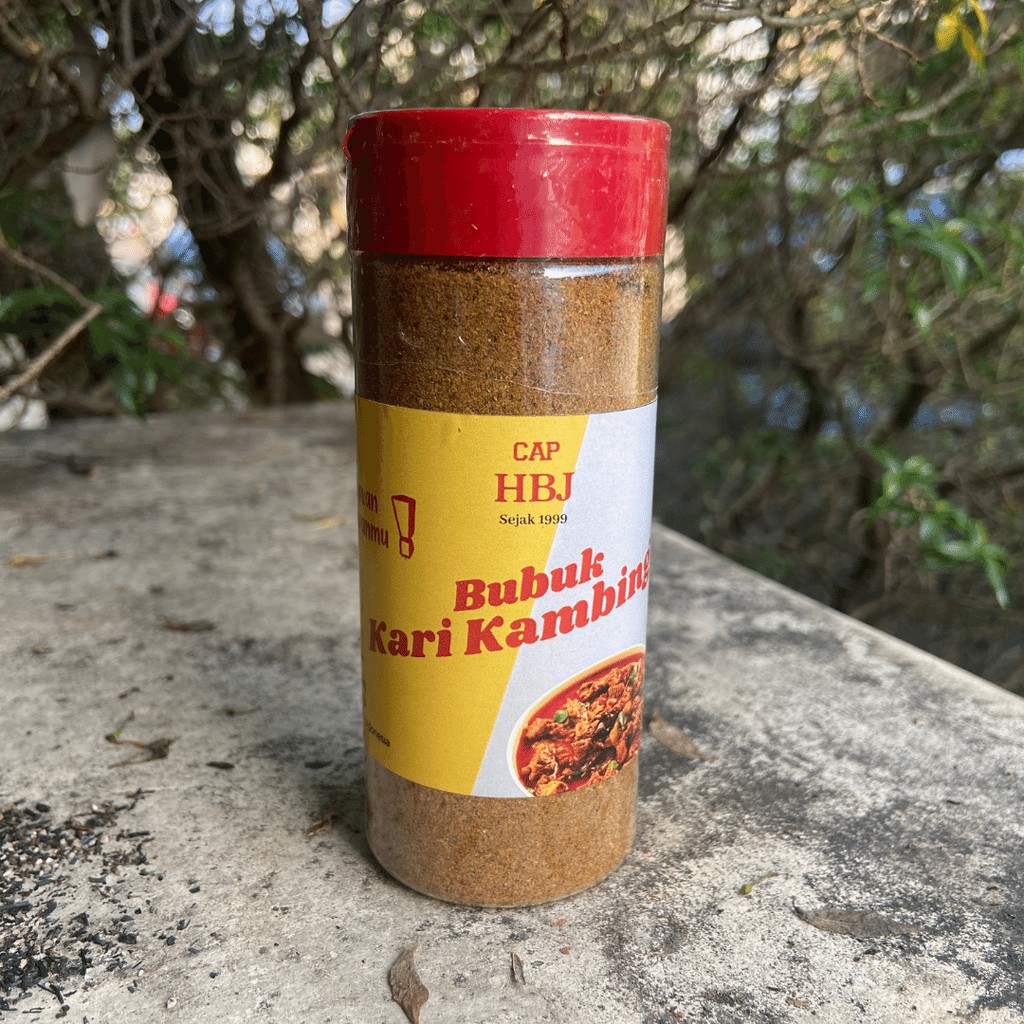 CAP
HBJ
Sejak 1999
!
Bubuk
Kari Kambing